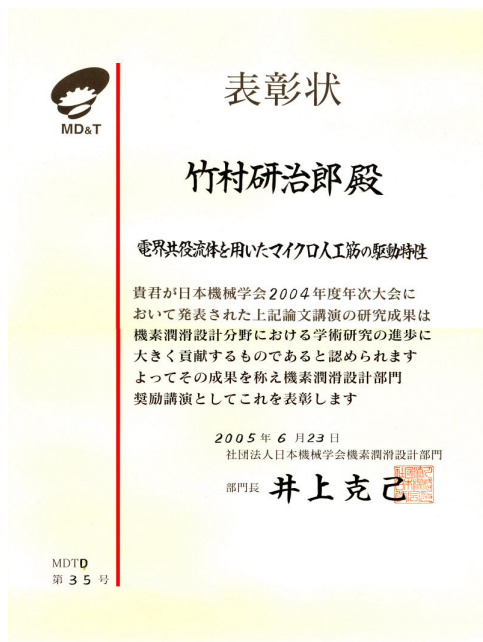 MD&T
表彰状
竹村研治郎 殿
電界共役流体を用いたマイクロ人工筋の駆動特性
貴君が日本機械学会2004年度年次大会に
おいて発表された上記論文講演の研究成果は
機素潤滑設計分野における学術研究の進歩に
大きく貢献するものであると認められます
よってその成果を称え機素潤滑設計部門
奨励講演としてこれを表彰します
2005年 6 月23日
社団法人日本機械学会機素潤滑設計部門
部門長 井上克己
MDTD
第 35 号